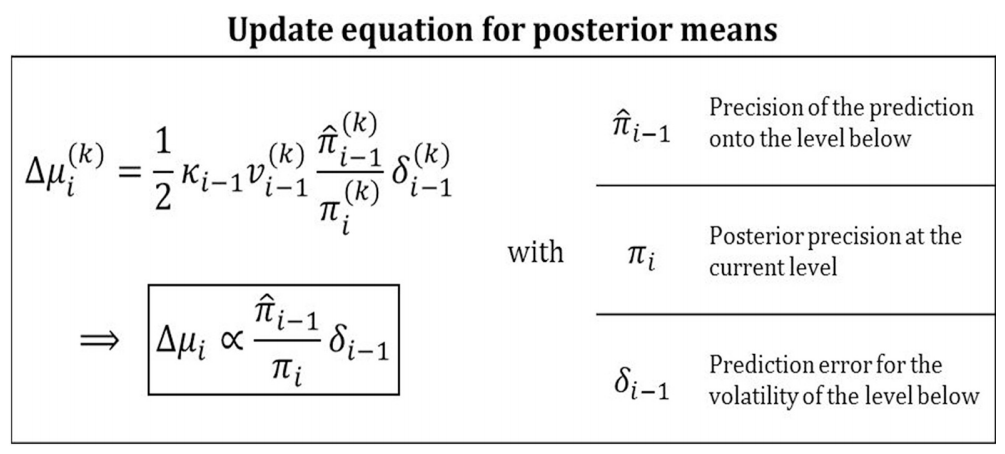 Update equation for posterior means
Δμ_i^(k) = 1/2 κ_{i−1} v_{i−1}^(k) π̂_{i−1}^(k) / π_i^(k) δ_{i−1}^(k)
⟹ Δμ_i ∝ π̂_{i−1} / π_i δ_{i−1}
with
π̂_{i−1}
Precision of the prediction
onto the level below
π_i
Posterior precision at the
current level
δ_{i−1}
Prediction error for the
volatility of the level below